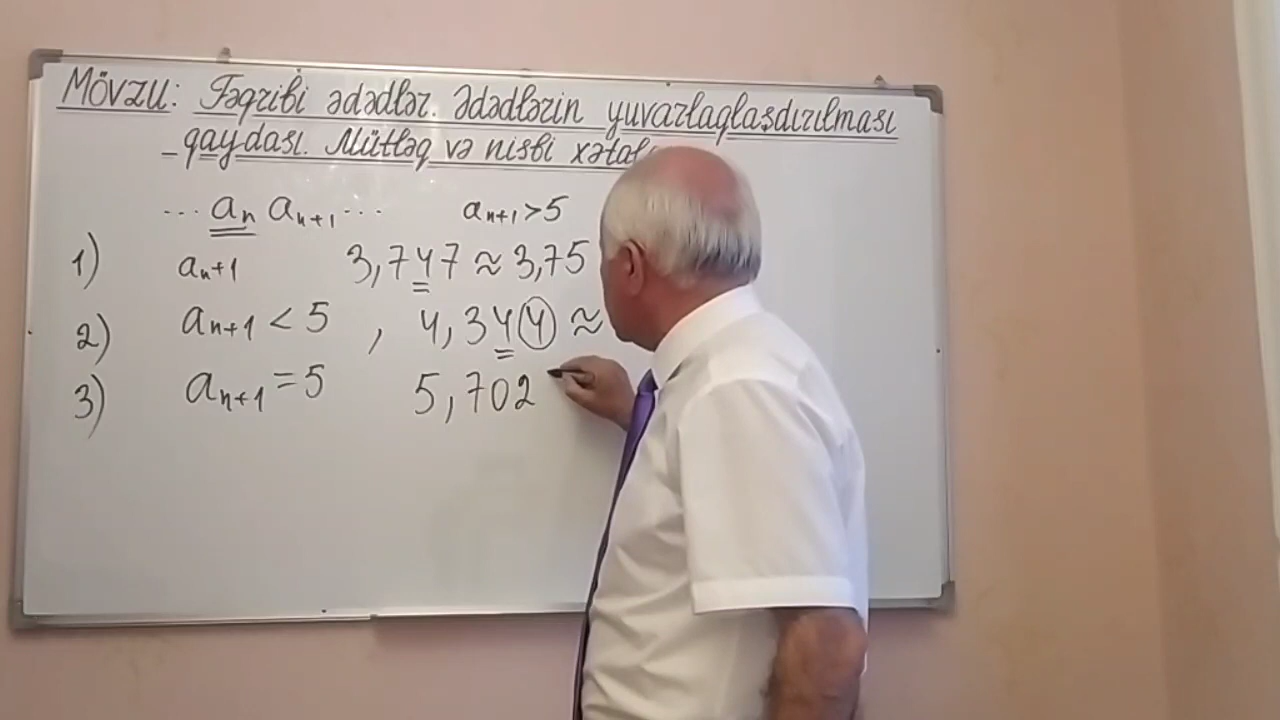 MÖVZU: Təqribi ədədlər. Ədədlərin yuvarlaqlaşdırılması
qaydası. Mütləq və nisbi
... aₙ aₙ₊₁ ... aₙ₊₁ > 5
1) aₙ+1 3,747 ≈ 3,75
2) aₙ₊₁ < 5 , 4,344 ≈
3) aₙ₊₁ = 5 5,702